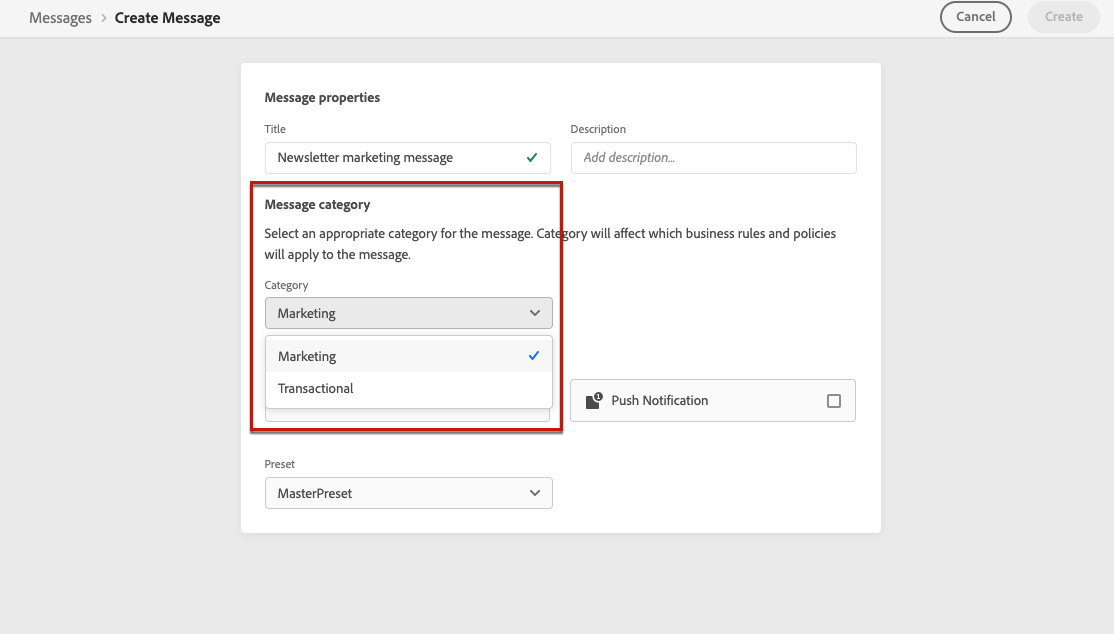 Messages > Create Message
Cancel
Create
Message properties
Title
Description
Newsletter marketing message
Add description...
Message category
Select an appropriate category for the message. Category will affect which business rules and policies
will apply to the message.
Category
Marketing
Marketing
Transactional
1
Push Notification
Preset
MasterPreset